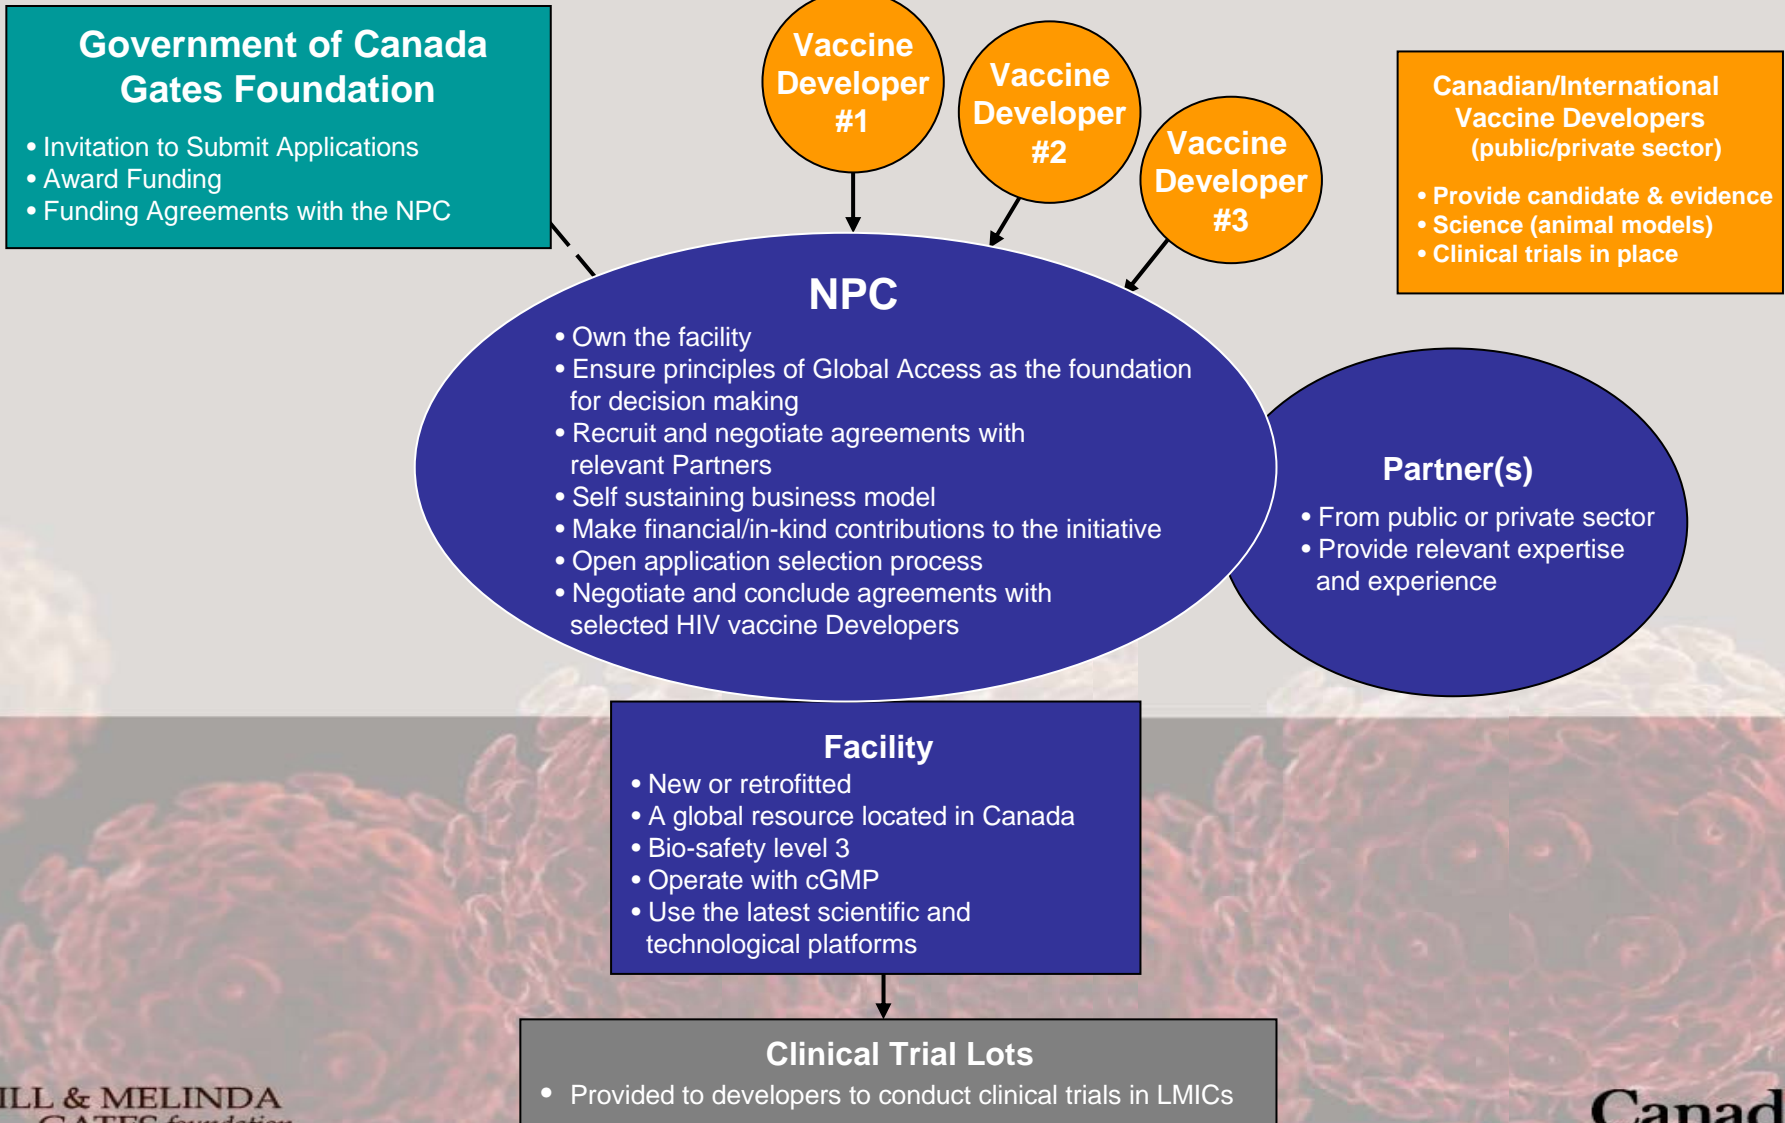 Government of Canada
Gates Foundation
• Invitation to Submit Applications
• Award Funding
• Funding Agreements with the NPC
Vaccine
Developer
#1
Vaccine
Developer
#2
Vaccine
Developer
#3
Canadian/International
Vaccine Developers
(public/private sector)
• Provide candidate & evidence
• Science (animal models)
• Clinical trials in place
NPC
• Own the facility
• Ensure principles of Global Access as the foundation
for decision making
• Recruit and negotiate agreements with
relevant Partners
• Self sustaining business model
• Make financial/in-kind contributions to the initiative
• Open application selection process
• Negotiate and conclude agreements with
selected HIV vaccine Developers
Partner(s)
• From public or private sector
• Provide relevant expertise
and experience
Facility
• New or retrofitted
• A global resource located in Canada
• Bio-safety level 3
• Operate with cGMP
• Use the latest scientific and
technological platforms
Clinical Trial Lots
• Provided to developers to conduct clinical trials in LMICs
ILL & MELINDA
GATES foundation
Canad